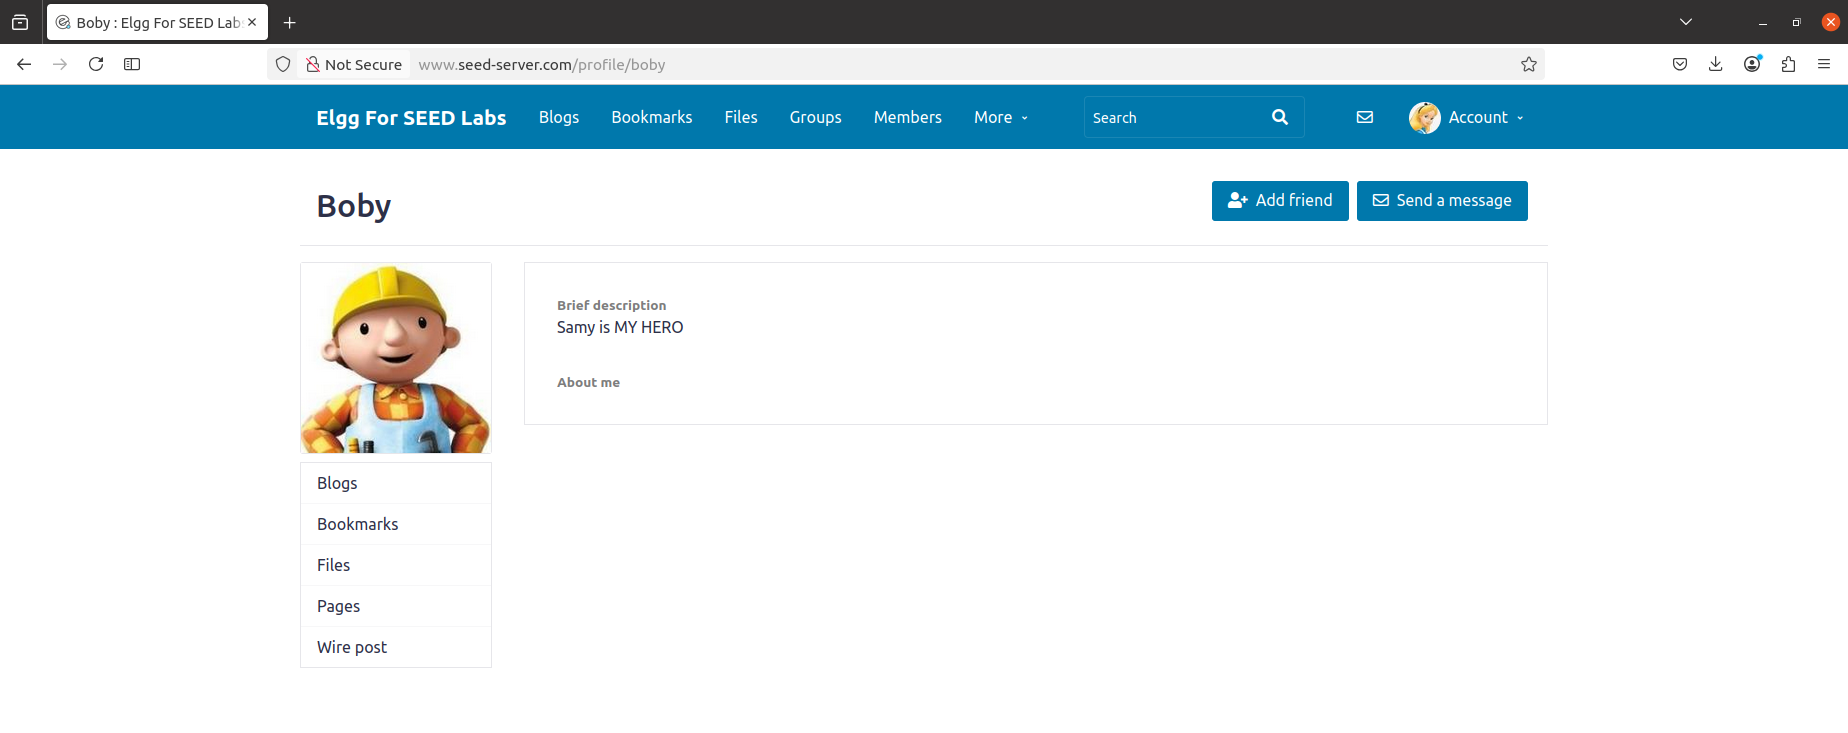 Boby : Elgg For SEED Lab
Not Secure www.seed-server.com/profile/boby
Elgg For SEED Labs Blogs Bookmarks Files Groups Members More Search Account
Boby
Add friend Send a message
Brief description
Samy is MY HERO
About me
Blogs
Bookmarks
Files
Pages
Wire post